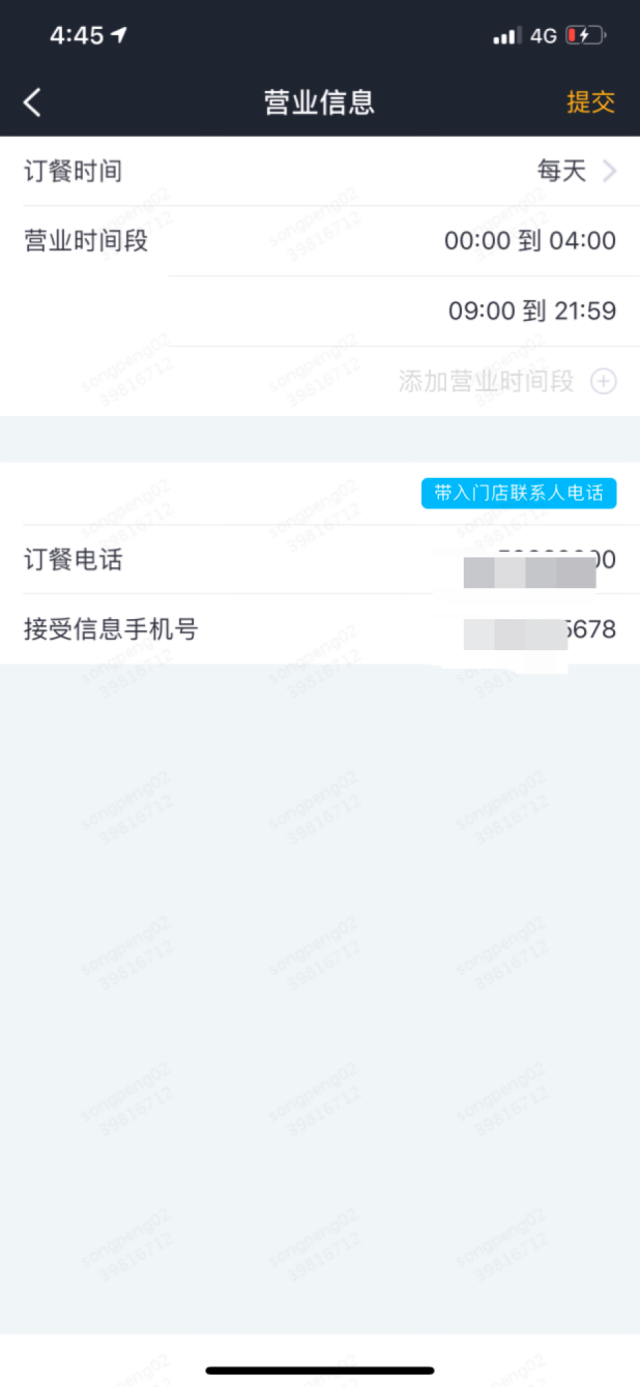 4:45 4G
营业信息 提交
订餐时间 每天
营业时间段 00:00 到 04:00
09:00 到 21:59
添加营业时间段
带入门店联系人电话
订餐电话 00
接受信息手机号 5678
songpeng02
39816712